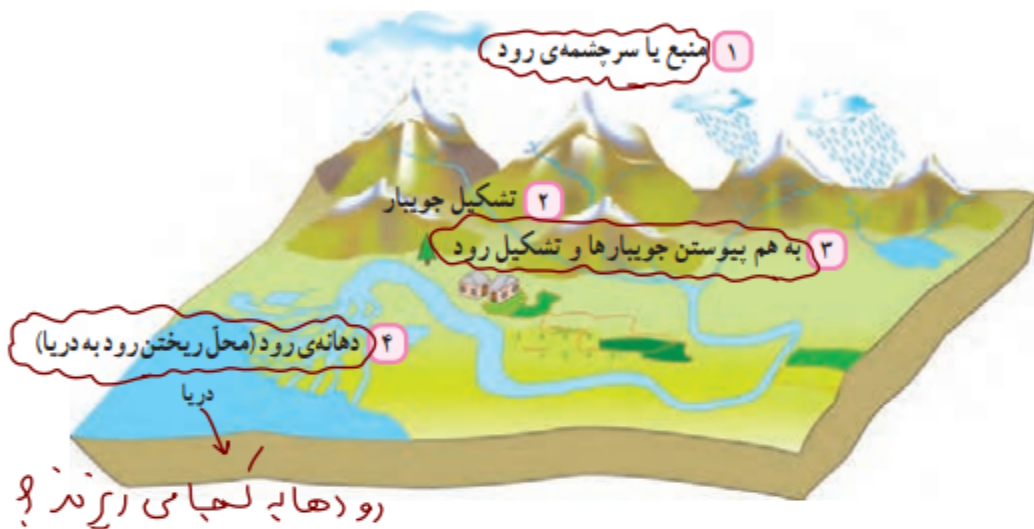 ۱ منبع یا سرچشمه‌ی رود
۲ تشکیل جویبار
۳ به هم پیوستن جویبارها و تشکیل رود
۴ دهانه‌ی رود (محلّ ریختن رود به دریا)
دریا
رودها به کجا می ریزند؟